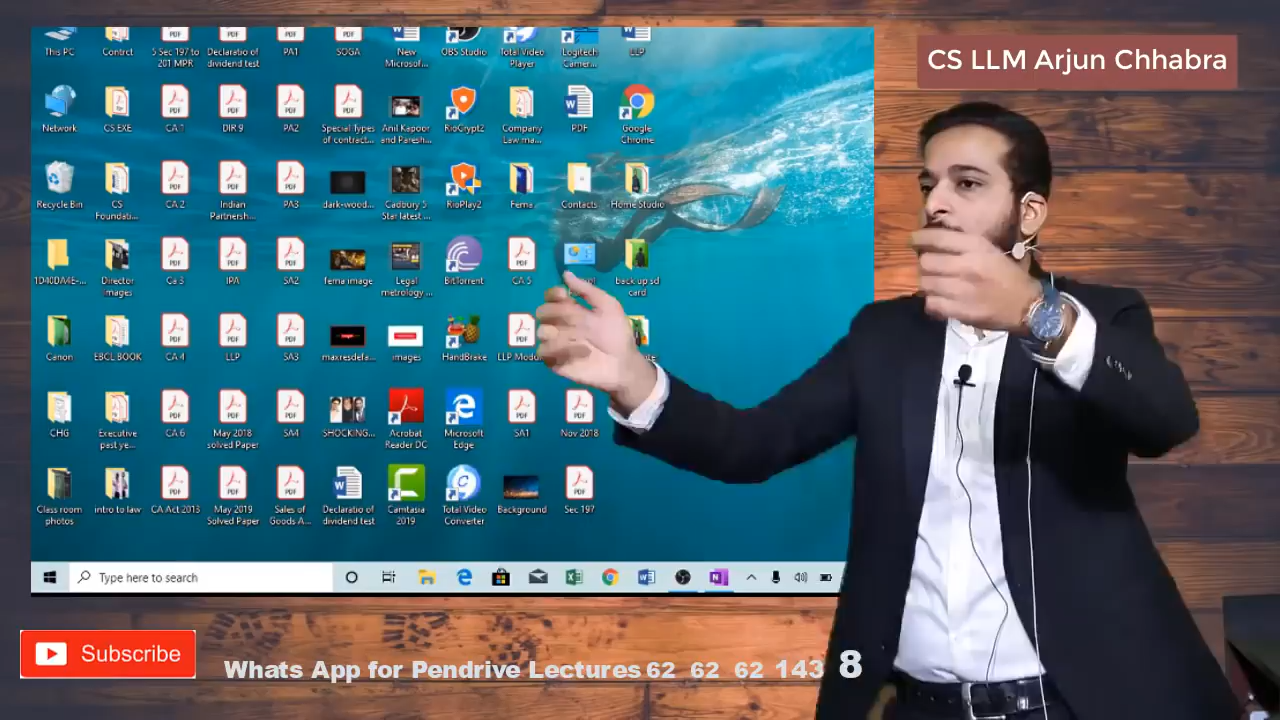 CS LLM Arjun Chhabra
This PC
Contrct
5 Sec 197 to
201 MPR
Declaratio of
dividend test
PA1
SOGA
New
Microsof...
OBS Studio
Total Video
Player
Logitech
Camer...
LLP
Network
CS EXE
CA 1
DIR 9
PA2
Special Types
of contract...
Anil Kapoor
and Paresh...
RioCrypt2
Company
Law ma...
PDF
Google
Chrome
Recycle Bin
CS
Foundati...
CA 2
Indian
Partnersh...
PA3
dark-wood...
Cadbury 5
Star latest ...
RioPlay2
Fema
Contacts
Home Studio
1D40DA4E-...
Director
images
Ca 3
IPA
SA2
fema image
Legal
metrology ...
BitTorrent
CA 5
back up sd
card
Canon
EBCL BOOK
CA 4
LLP
SA3
maxresdefa...
images
HandBrake
CHG
Executive
past ye...
CA 6
May 2018
solved Paper
SA4
SHOCKING...
Acrobat
Reader DC
Microsoft
Edge
SA1
Nov 2018
Class room
photos
intro to law
CA Act 2013
May 2019
Solved Paper
Sales of
Goods A...
Declaratio of
dividend test
Camtasia
2019
Total Video
Converter
Background
Sec 197
Type here to search
Subscribe
Whats App for Pendrive Lectures 62 62 62 143 8